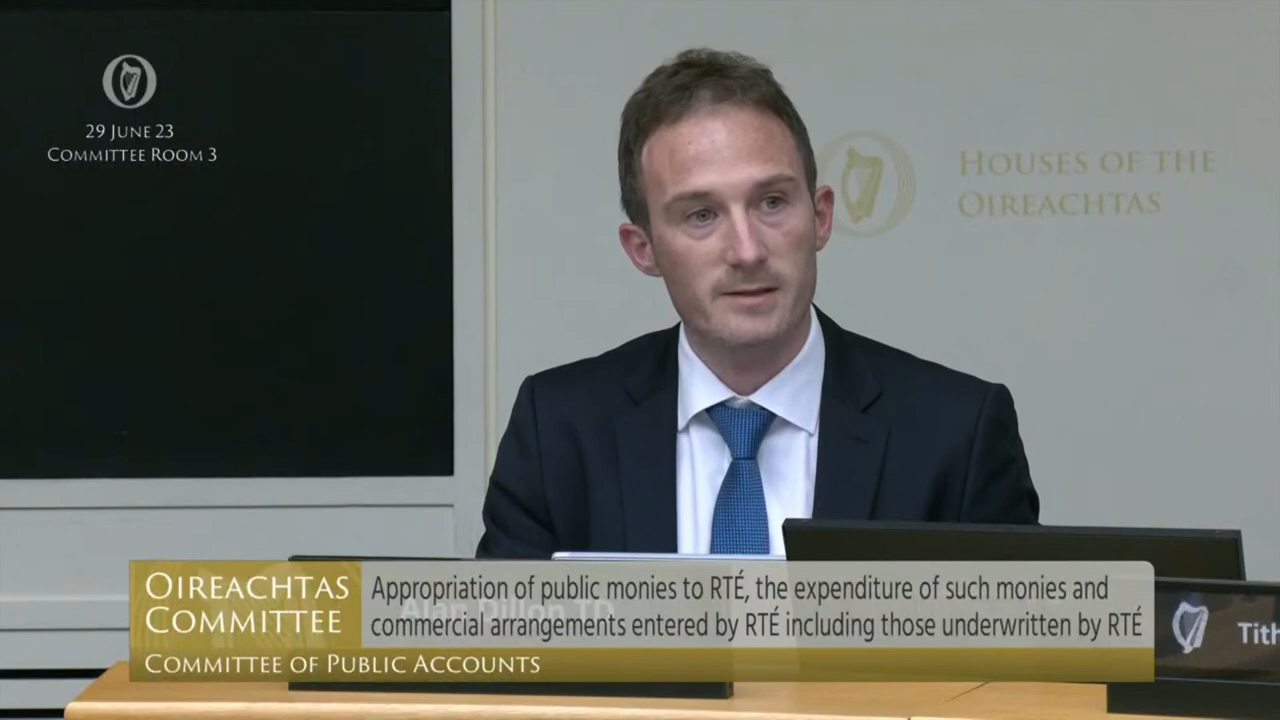 29 June 23
Committee Room 3
Houses of the
Oireachtas
Oireachtas
Committee
Appropriation of public monies to RTÉ, the expenditure of such monies and
commercial arrangements entered by RTÉ including those underwritten by RTÉ
Alan Dillon TD
Committee of Public Accounts
Tith